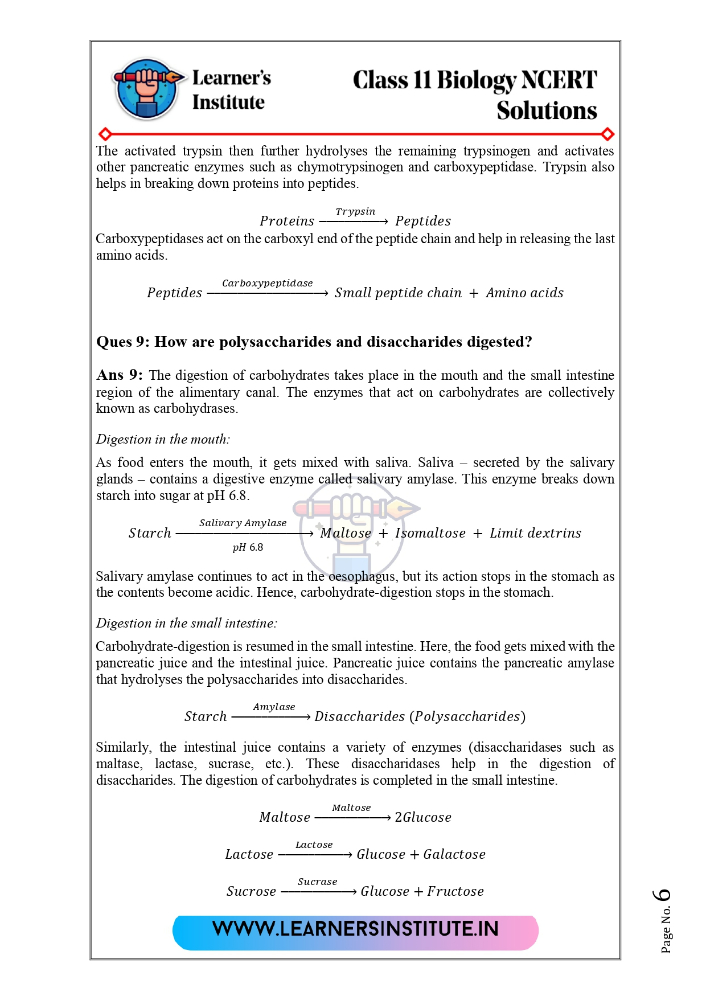 Learner's
Institute
Class 11 Biology NCERT
Solutions
The activated trypsin then further hydrolyses the remaining trypsinogen and activates
other pancreatic enzymes such as chymotrypsinogen and carboxypeptidase. Trypsin also
helps in breaking down proteins into peptides.
Trypsin
Proteins ⟶ Peptides
Carboxypeptidases act on the carboxyl end of the peptide chain and help in releasing the last
amino acids.
Carboxypeptidase
Peptides ⟶ Small peptide chain + Amino acids
Ques 9: How are polysaccharides and disaccharides digested?
Ans 9: The digestion of carbohydrates takes place in the mouth and the small intestine
region of the alimentary canal. The enzymes that act on carbohydrates are collectively
known as carbohydrases.
Digestion in the mouth:
As food enters the mouth, it gets mixed with saliva. Saliva – secreted by the salivary
glands – contains a digestive enzyme called salivary amylase. This enzyme breaks down
starch into sugar at pH 6.8.
Salivary Amylase
Starch ⟶ Maltose + Isomaltose + Limit dextrins
pH 6.8
Salivary amylase continues to act in the oesophagus, but its action stops in the stomach as
the contents become acidic. Hence, carbohydrate-digestion stops in the stomach.
Digestion in the small intestine:
Carbohydrate-digestion is resumed in the small intestine. Here, the food gets mixed with the
pancreatic juice and the intestinal juice. Pancreatic juice contains the pancreatic amylase
that hydrolyses the polysaccharides into disaccharides.
Amylase
Starch ⟶ Disaccharides (Polysaccharides)
Similarly, the intestinal juice contains a variety of enzymes (disaccharidases such as
maltase, lactase, sucrase, etc.). These disaccharidases help in the digestion of
disaccharides. The digestion of carbohydrates is completed in the small intestine.
Maltose
Maltose ⟶ 2Glucose
Lactose
Lactose ⟶ Glucose + Galactose
Sucrase
Sucrose ⟶ Glucose + Fructose
WWW.LEARNERSINSTITUTE.IN
Page No. 6